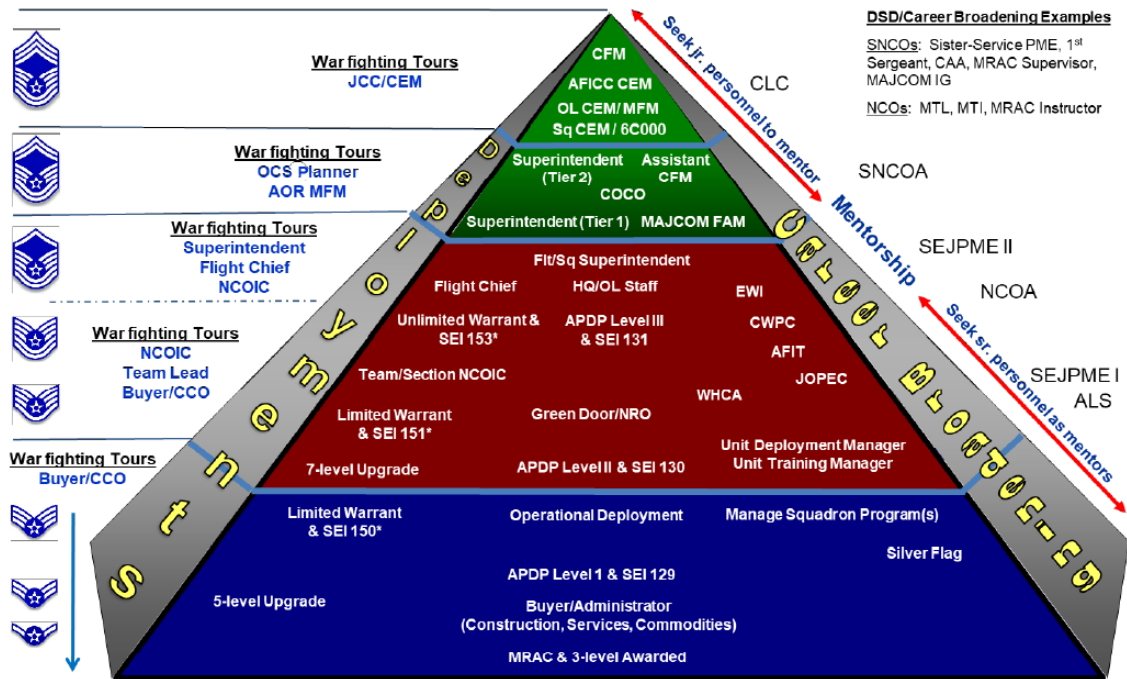 War fighting Tours
JCC/CEM
War fighting Tours
OCS Planner
AOR MFM
War fighting Tours
Superintendent
Flight Chief
NCOIC
War fighting Tours
NCOIC
Team Lead
Buyer/CCO
War fighting Tours
Buyer/CCO
Deployments
CFM
AFICC CEM
OL CEM/ MFM
Sq CEM / 6C000
Superintendent
(Tier 2)
Assistant
CFM
COCO
Superintendent (Tier 1)
MAJCOM FAM
Flt/Sq Superintendent
Flight Chief
HQ/OL Staff
EWI
Unlimited Warrant &
SEI 153*
APDP Level III
& SEI 131
CWPC
AFIT
Team/Section NCOIC
JOPEC
WHCA
Limited Warrant
& SEI 151*
Green Door/NRO
Unit Deployment Manager
Unit Training Manager
7-level Upgrade
APDP Level II & SEI 130
Limited Warrant
& SEI 150*
Operational Deployment
Manage Squadron Program(s)
Silver Flag
APDP Level 1 & SEI 129
5-level Upgrade
Buyer/Administrator
(Construction, Services, Commodities)
MRAC & 3-level Awarded
Career Broadening
Seek jr. personnel to mentor
Mentorship
Seek sr. personnel as mentors
DSD/Career Broadening Examples
SNCOs: Sister-Service PME, 1st
Sergeant, CAA, MRAC Supervisor,
MAJCOM IG
NCOs: MTL, MTI, MRAC Instructor
CLC
SNCOA
SEJPME II
NCOA
SEJPME I
ALS